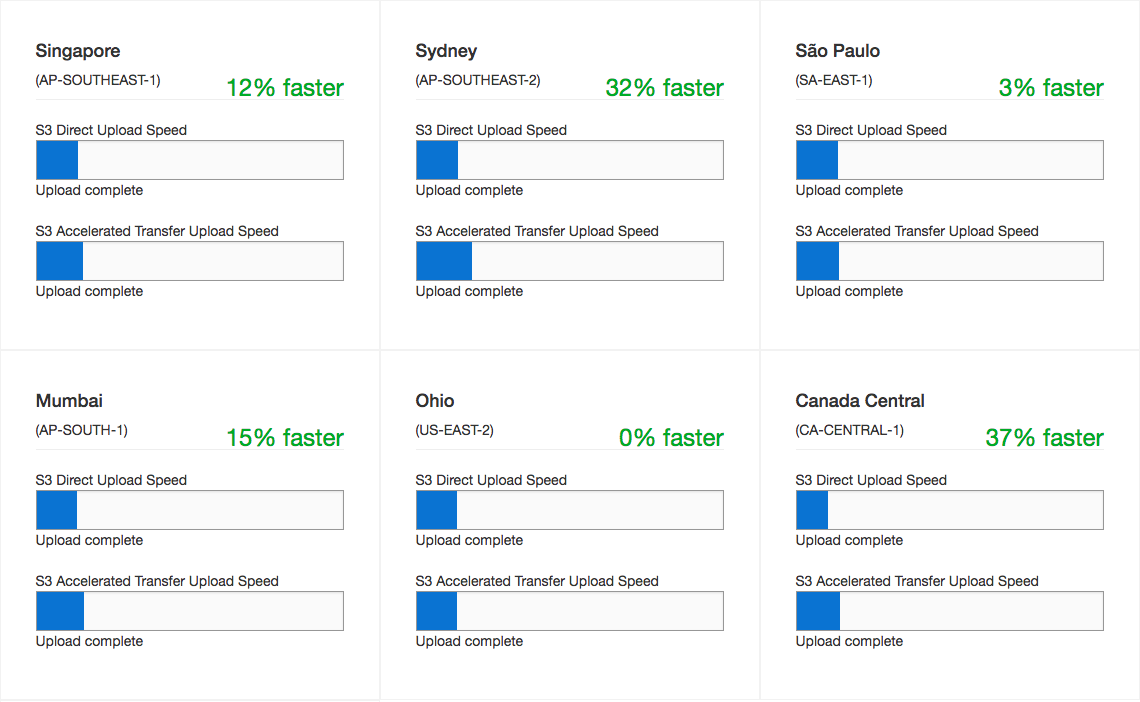 Singapore
(AP-SOUTHEAST-1)
12% faster
S3 Direct Upload Speed
Upload complete
S3 Accelerated Transfer Upload Speed
Upload complete
Sydney
(AP-SOUTHEAST-2)
32% faster
S3 Direct Upload Speed
Upload complete
S3 Accelerated Transfer Upload Speed
Upload complete
São Paulo
(SA-EAST-1)
3% faster
S3 Direct Upload Speed
Upload complete
S3 Accelerated Transfer Upload Speed
Upload complete
Mumbai
(AP-SOUTH-1)
15% faster
S3 Direct Upload Speed
Upload complete
S3 Accelerated Transfer Upload Speed
Upload complete
Ohio
(US-EAST-2)
0% faster
S3 Direct Upload Speed
Upload complete
S3 Accelerated Transfer Upload Speed
Upload complete
Canada Central
(CA-CENTRAL-1)
37% faster
S3 Direct Upload Speed
Upload complete
S3 Accelerated Transfer Upload Speed
Upload complete